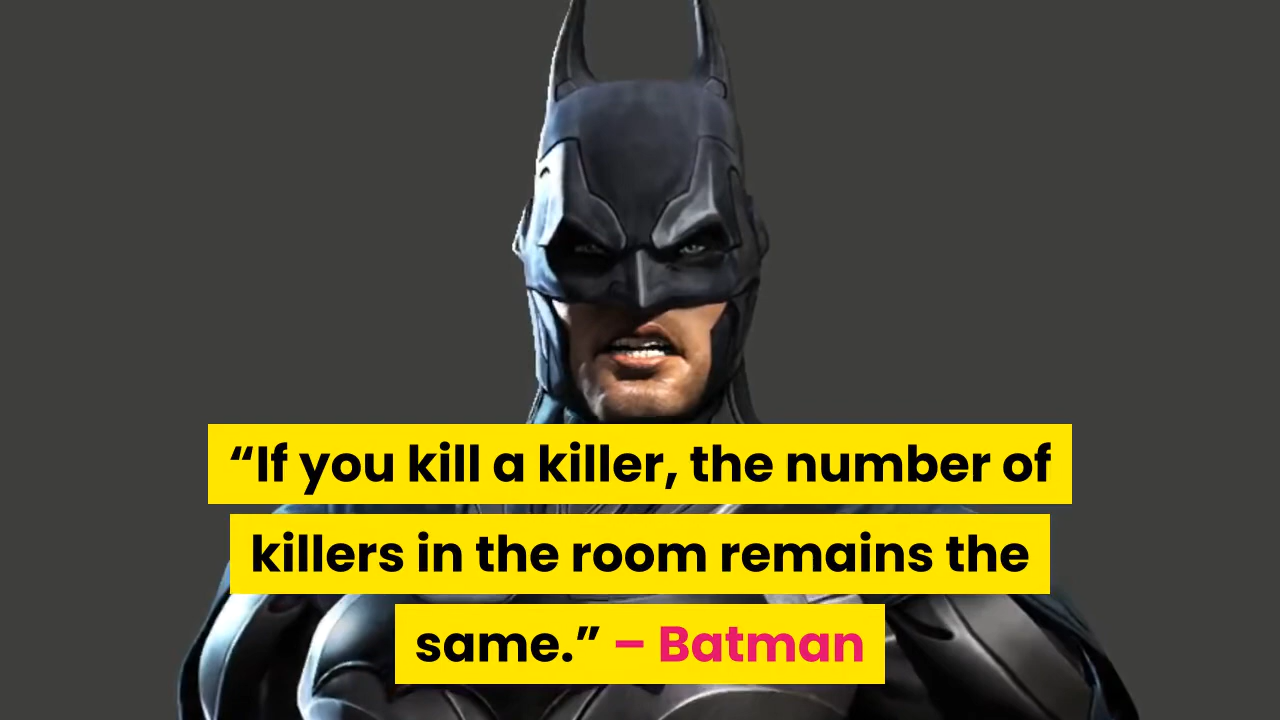 “If you kill a killer, the number of
killers in the room remains the
same.” – Batman